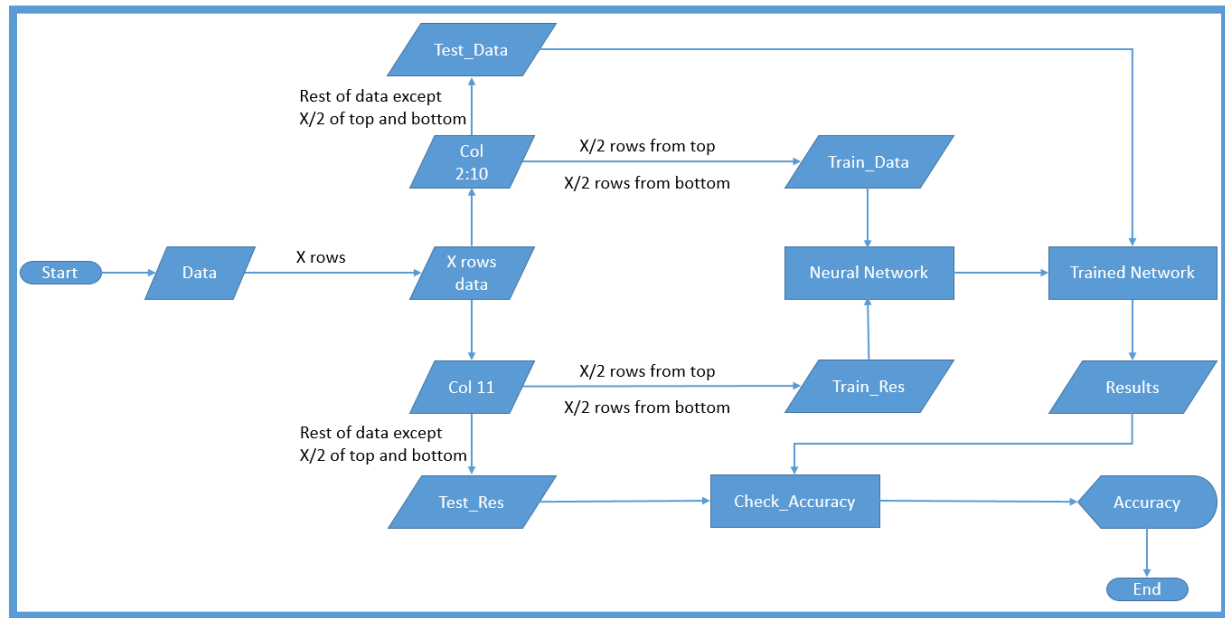 Test_Data
Rest of data except
X/2 of top and bottom
Col
2:10
X/2 rows from top
X/2 rows from bottom
Train_Data
Start
Data
X rows
X rows
data
Neural Network
Trained Network
Col 11
X/2 rows from top
X/2 rows from bottom
Train_Res
Results
Rest of data except
X/2 of top and bottom
Test_Res
Check_Accuracy
Accuracy
End